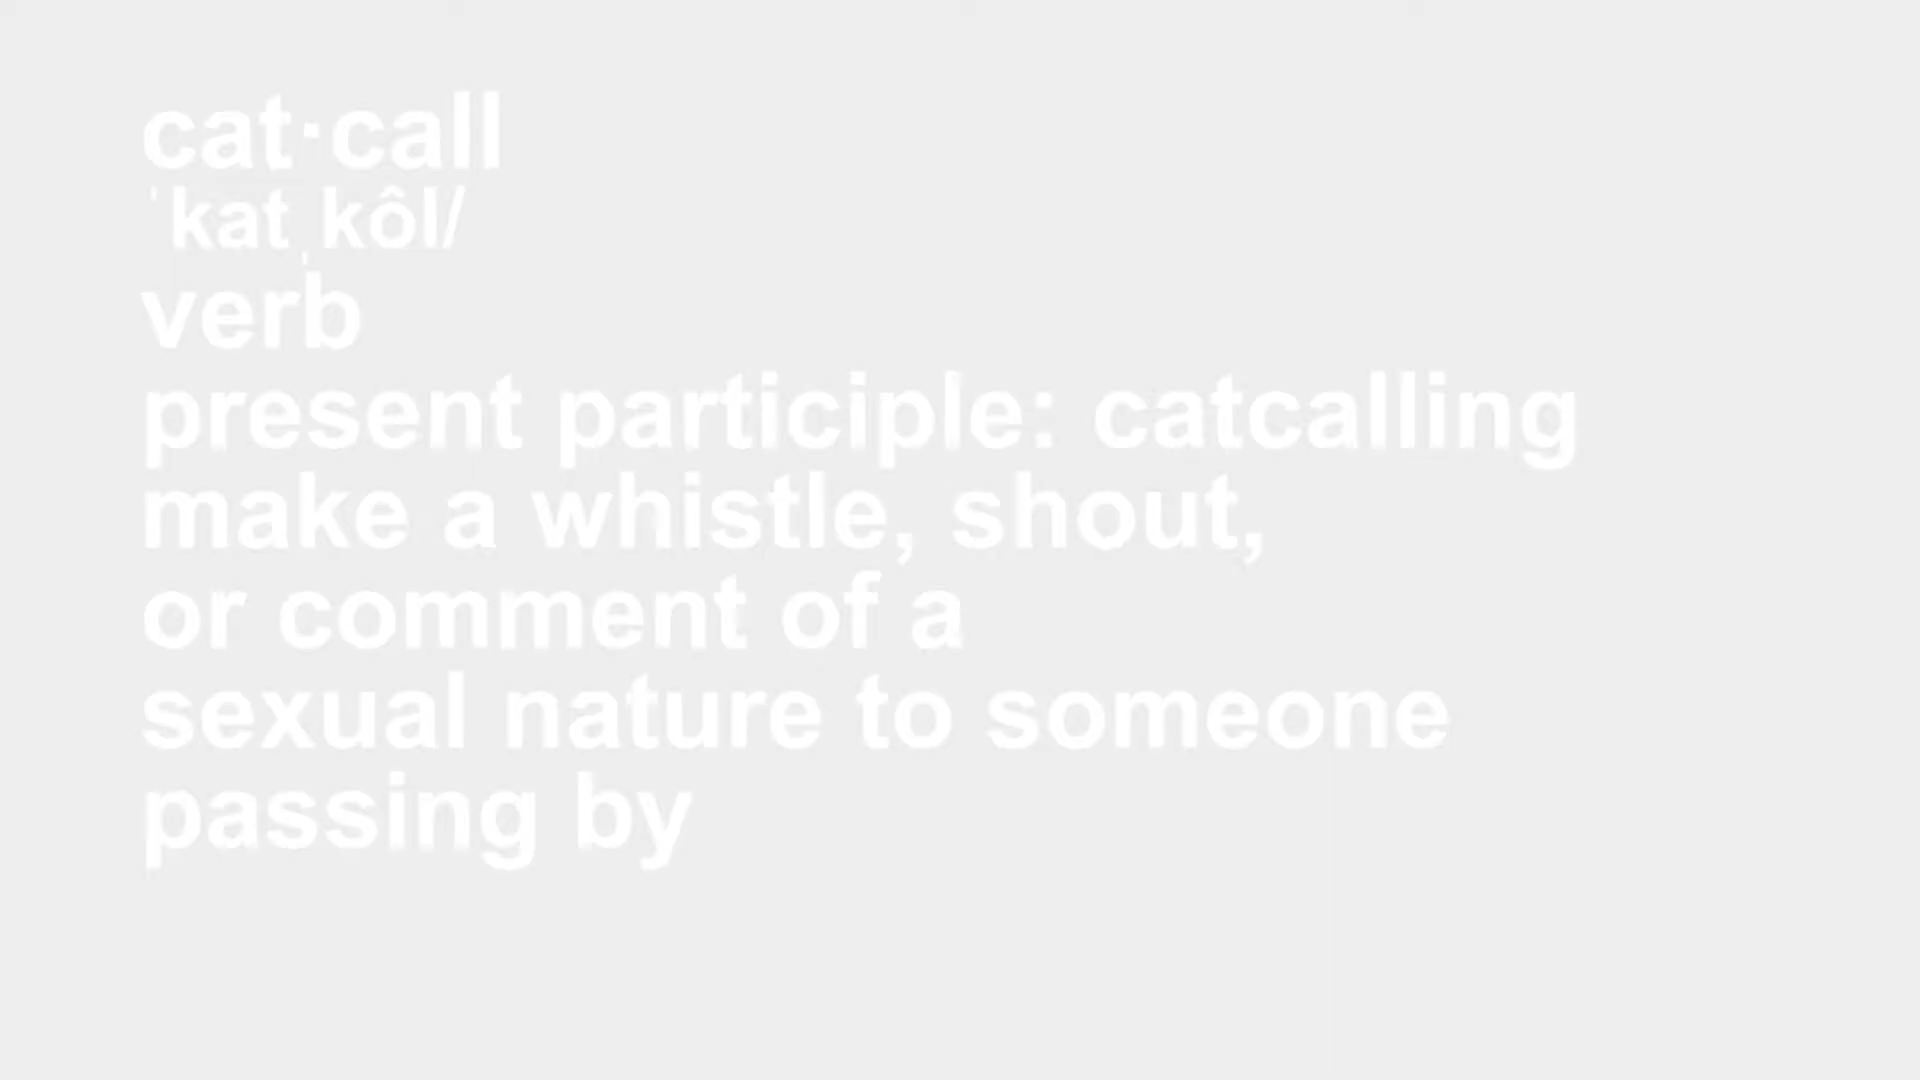 cat·call
ˈkatˌkôl/
verb
present participle: catcalling
make a whistle, shout,
or comment of a
sexual nature to someone
passing by